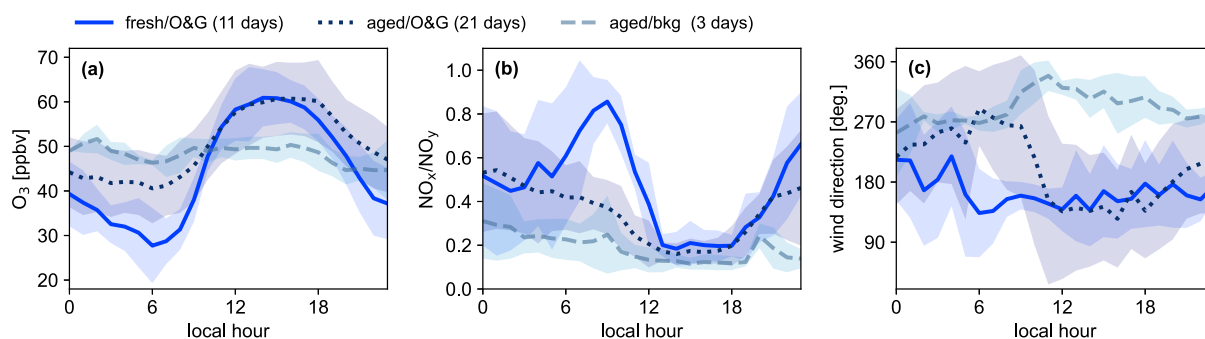 fresh/O&G (11 days) aged/O&G (21 days) aged/bkg (3 days)
(a)
O3 [ppbv]
70
60
50
40
30
20
0 6 12 18
local hour
(b)
NOx/NOy
1.0
0.8
0.6
0.4
0.2
0.0
0 6 12 18
local hour
(c)
wind direction [deg.]
360
270
180
90
0 6 12 18
local hour